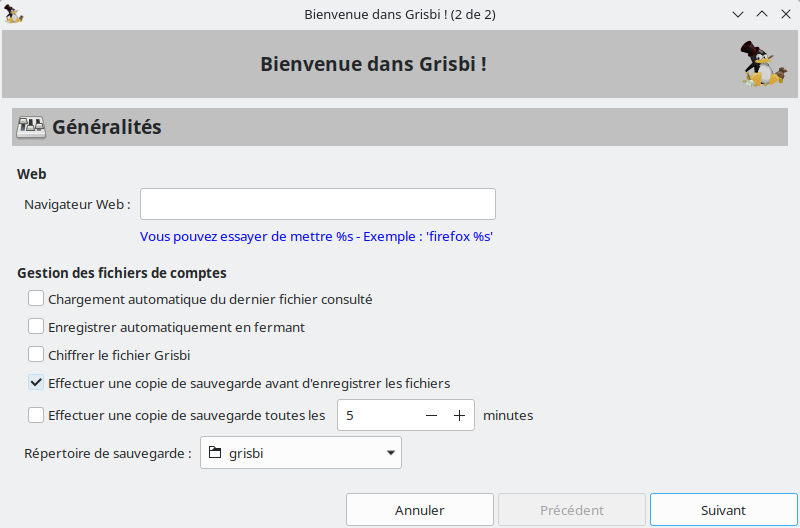 Bienvenue dans Grisbi ! (2 de 2)
Bienvenue dans Grisbi !
Généralités
Web
Navigateur Web :
Vous pouvez essayer de mettre %s - Exemple : 'firefox %s'
Gestion des fichiers de comptes
Chargement automatique du dernier fichier consulté
Enregistrer automatiquement en fermant
Chiffrer le fichier Grisbi
Effectuer une copie de sauvegarde avant d'enregistrer les fichiers
Effectuer une copie de sauvegarde toutes les 5 minutes
Répertoire de sauvegarde : grisbi
Annuler Précédent Suivant